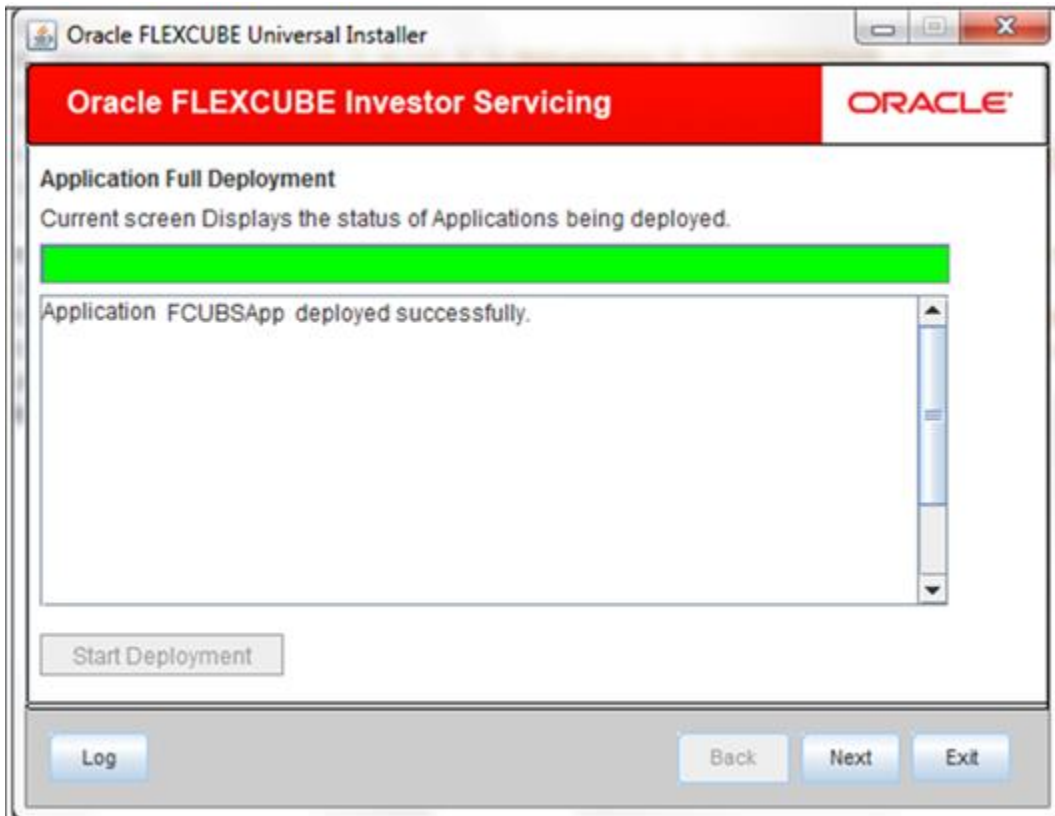 Oracle FLEXCUBE Universal Installer
Oracle FLEXCUBE Investor Servicing
ORACLE
Application Full Deployment
Current screen Displays the status of Applications being deployed.
Application FCUBSApp deployed successfully.
Start Deployment
Log
Back
Next
Exit